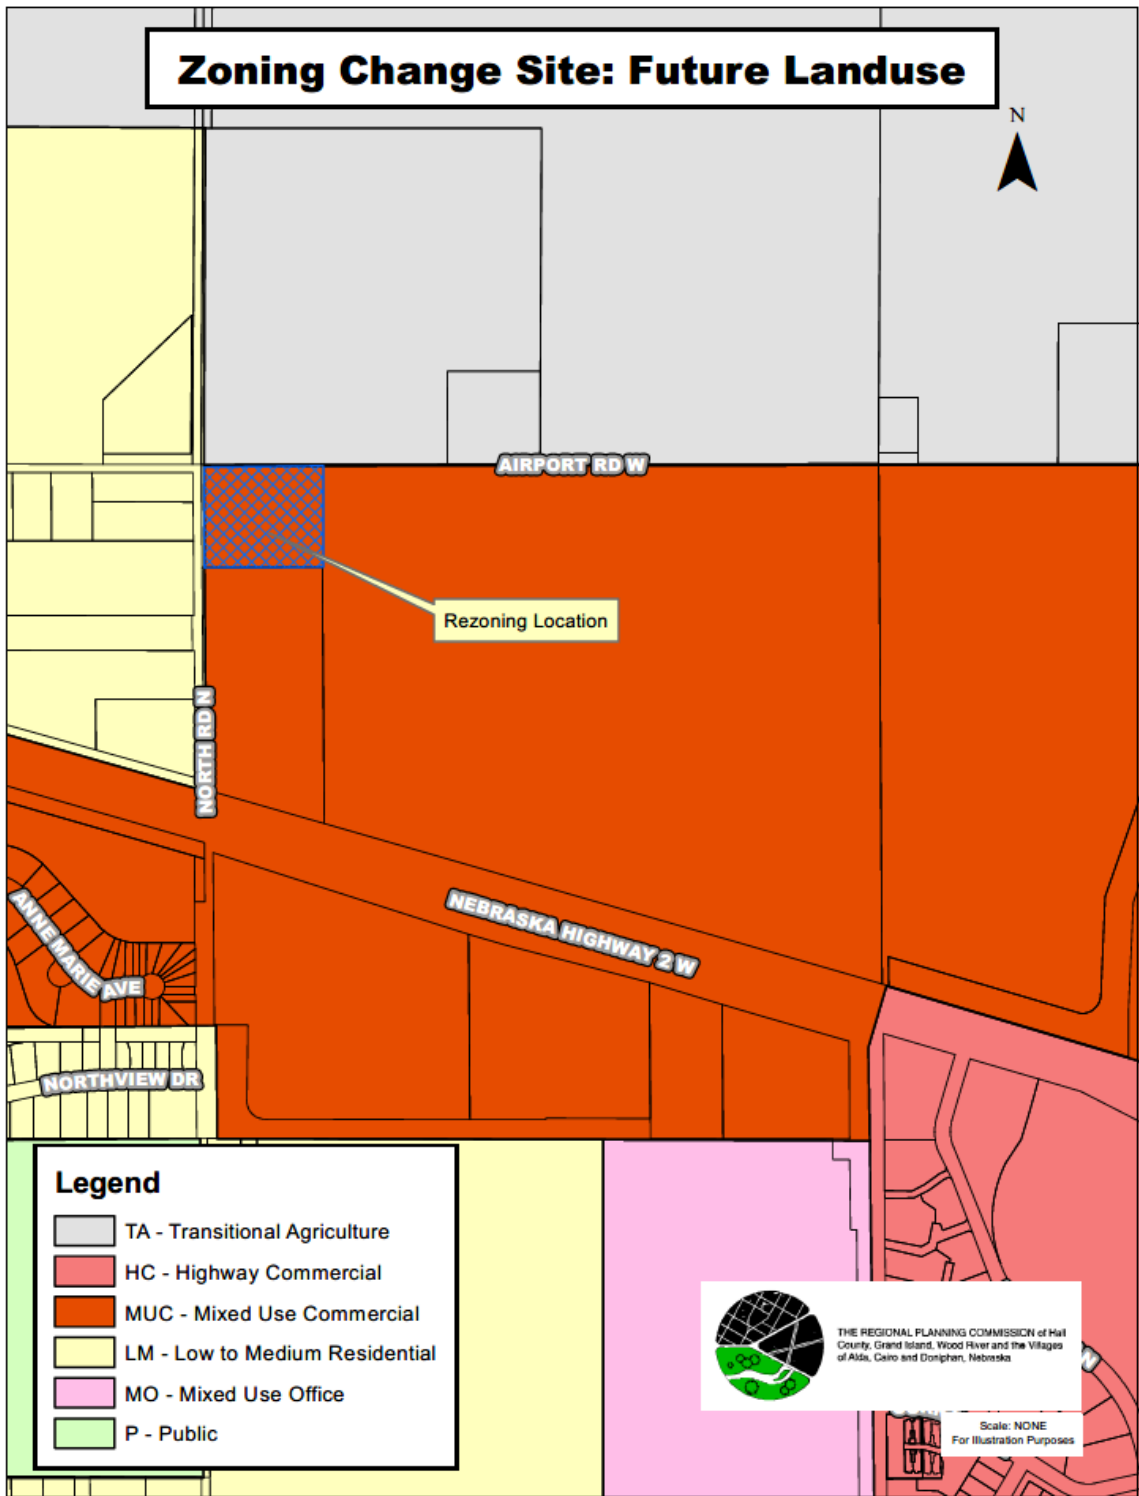 Zoning Change Site: Future Landuse
N
AIRPORT RD W
Rezoning Location
NORTH RD N
NEBRASKA HIGHWAY 2 W
ANNE MARIE AVE
NORTHVIEW DR
Legend
TA - Transitional Agriculture
HC - Highway Commercial
MUC - Mixed Use Commercial
LM - Low to Medium Residential
MO - Mixed Use Office
P - Public
THE REGIONAL PLANNING COMMISSION of Hall
County, Grand Island, Wood River and the Villages
of Alda, Cairo and Doniphan, Nebraska
N
Scale: NONE
For Illustration Purposes